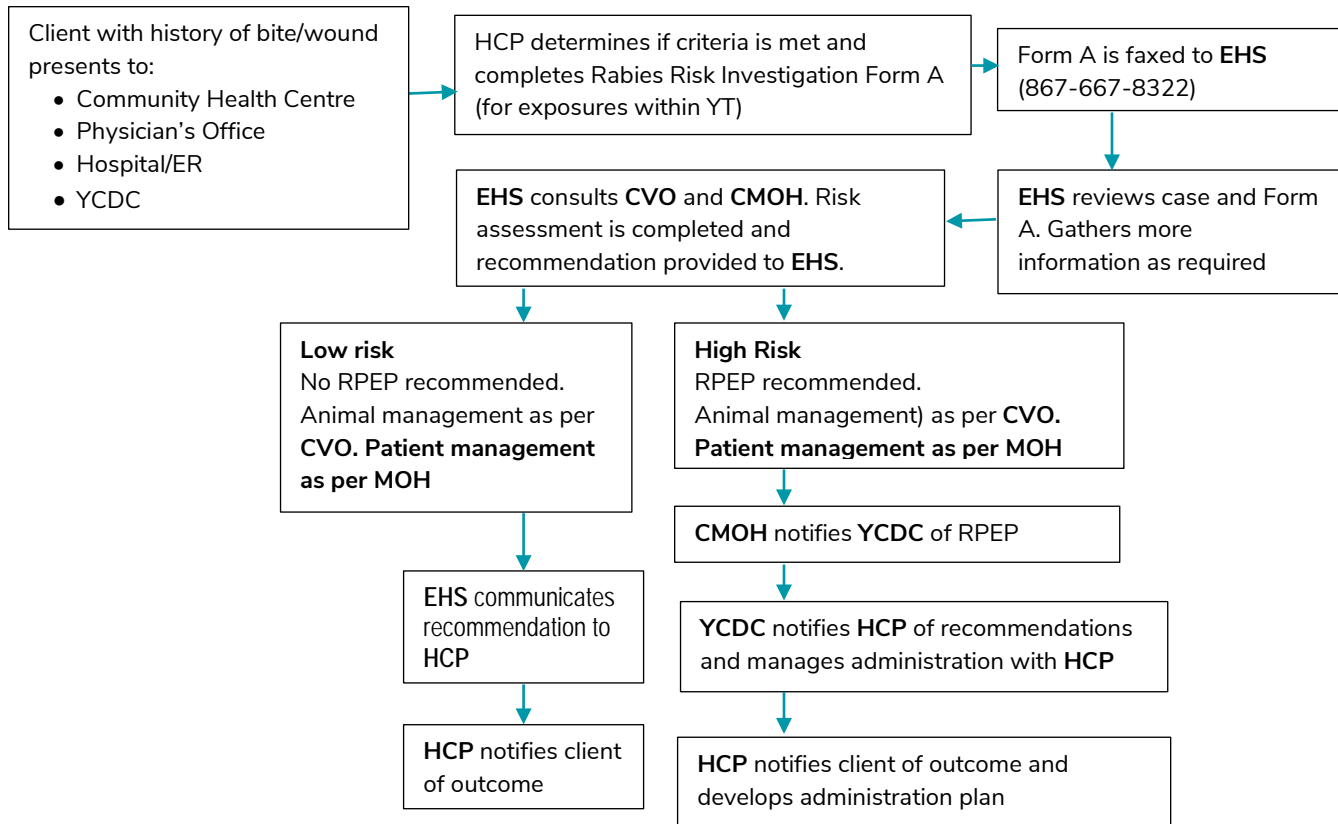 Client with history of bite/wound
presents to:
• Community Health Centre
• Physician's Office
• Hospital/ER
• YCDC
HCP determines if criteria is met and
completes Rabies Risk Investigation Form A
(for exposures within YT)
Form A is faxed to EHS
(867-667-8322)
EHS reviews case and Form
A. Gathers more
information as required
EHS consults CVO and CMOH. Risk
assessment is completed and
recommendation provided to EHS.
Low risk
No RPEP recommended.
Animal management as per
CVO. Patient management
as per MOH
High Risk
RPEP recommended.
Animal management) as per CVO.
Patient management as per MOH
EHS communicates
recommendation to
HCP
HCP notifies client
of outcome
CMOH notifies YCDC of RPEP
YCDC notifies HCP of recommendations
and manages administration with HCP
HCP notifies client of outcome and
develops administration plan